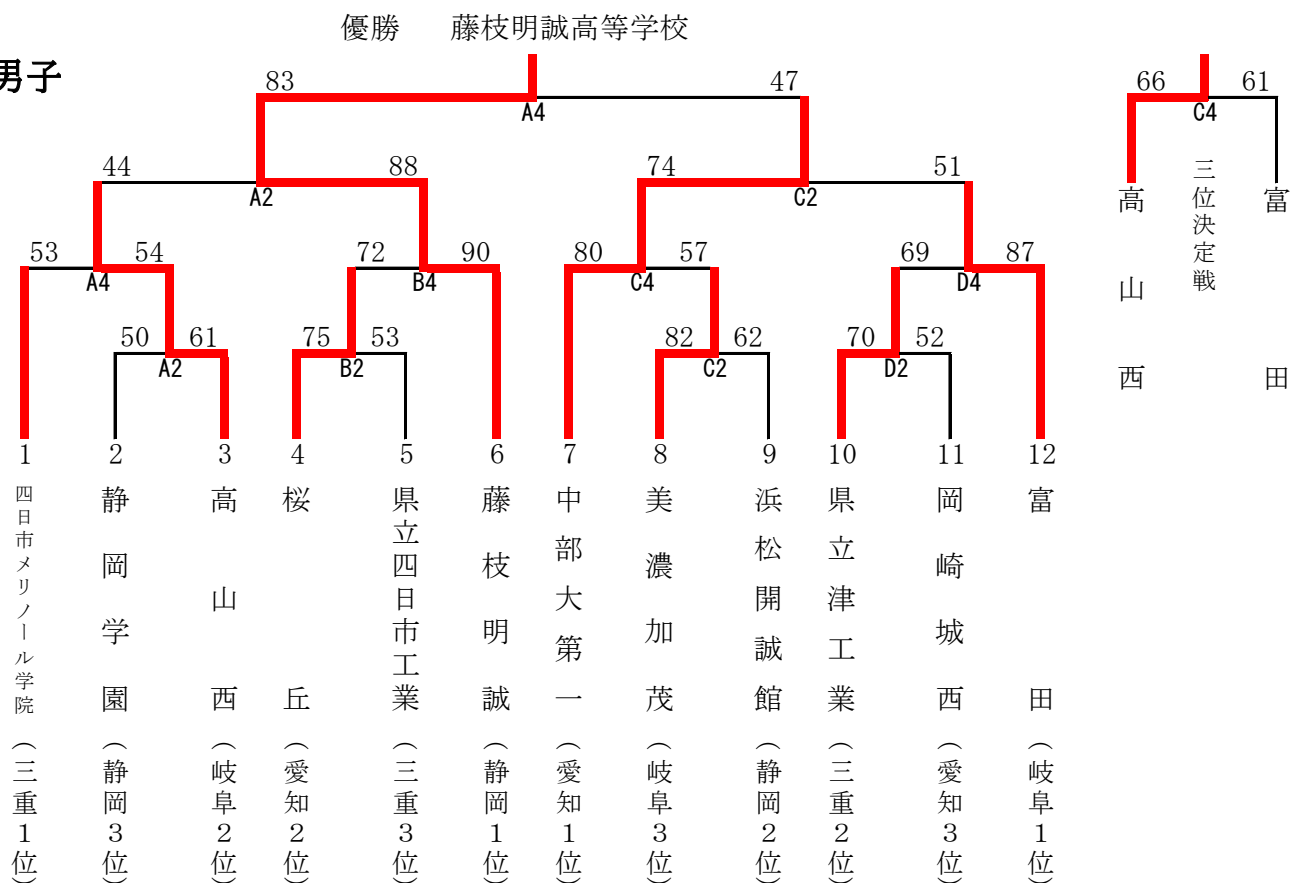 優勝　藤枝明誠高等学校
男子
83 47
A4
66 61
C4
44 88
A2
74 51
C2
三位決定戦
高山西
富田
53 54
A4
72 90
B4
80 57
C4
69 87
D4
50 61
A2
75 53
B2
82 62
C2
70 52
D2
1 2 3 4 5 6 7 8 9 10 11 12
四日市メリノール学院（三重1位）
静岡学園（静岡3位）
高山西（岐阜2位）
桜丘（愛知2位）
県立四日市工業（三重3位）
藤枝明誠（静岡1位）
中部大第一（愛知1位）
美濃加茂（岐阜3位）
浜松開誠館（静岡2位）
県立津工業（三重2位）
岡崎城西（愛知3位）
富田（岐阜1位）